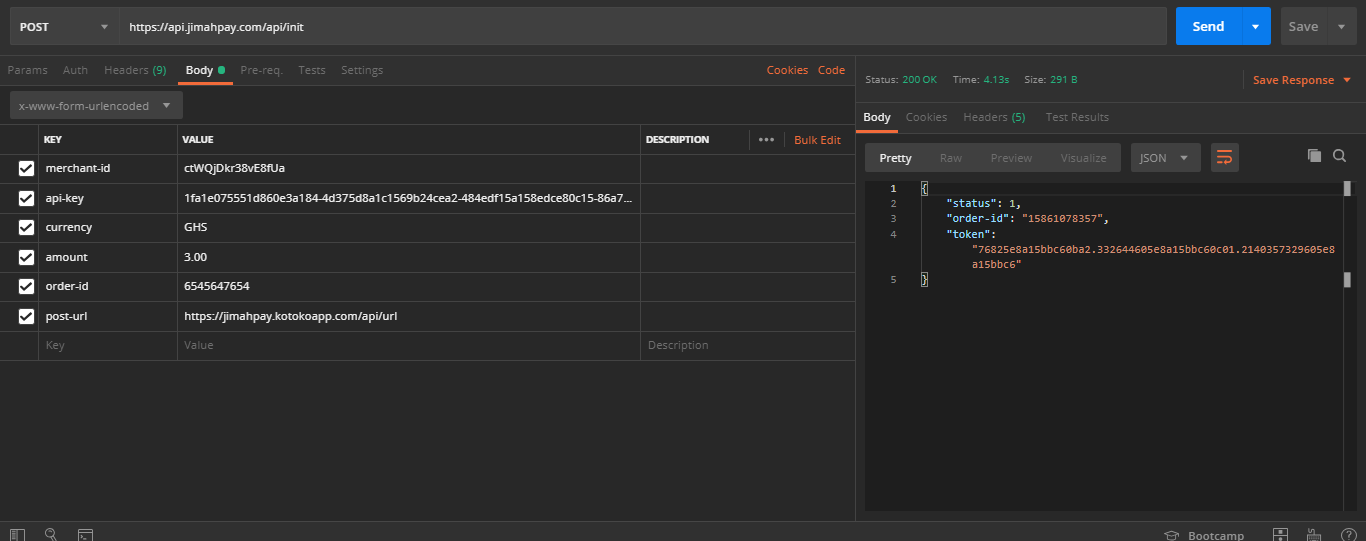 POST https://api.jimahpay.com/api/init Send Save
Params Auth Headers (9) Body Pre-req. Tests Settings Cookies Code
x-www-form-urlencoded
KEY VALUE DESCRIPTION ••• Bulk Edit
merchant-id ctWQjDkr38vE8fUa
api-key 1fa1e075551d860e3a184-4d375d8a1c1569b24cea2-484edf15a158edce80c15-86a7...
currency GHS
amount 3.00
order-id 6545647654
post-url https://jimahpay.kotokoapp.com/api/url
Key Value Description
Status: 200 OK Time: 4.13s Size: 291 B Save Response
Body Cookies Headers (5) Test Results
Pretty Raw Preview Visualize JSON
1 {
2 "status": 1,
3 "order-id": "15861078357",
4 "token":
"76825e8a15bbc60ba2.332644605e8a15bbc60c01.2140357329605e8
a15bbc6"
5 }
Bootcamp